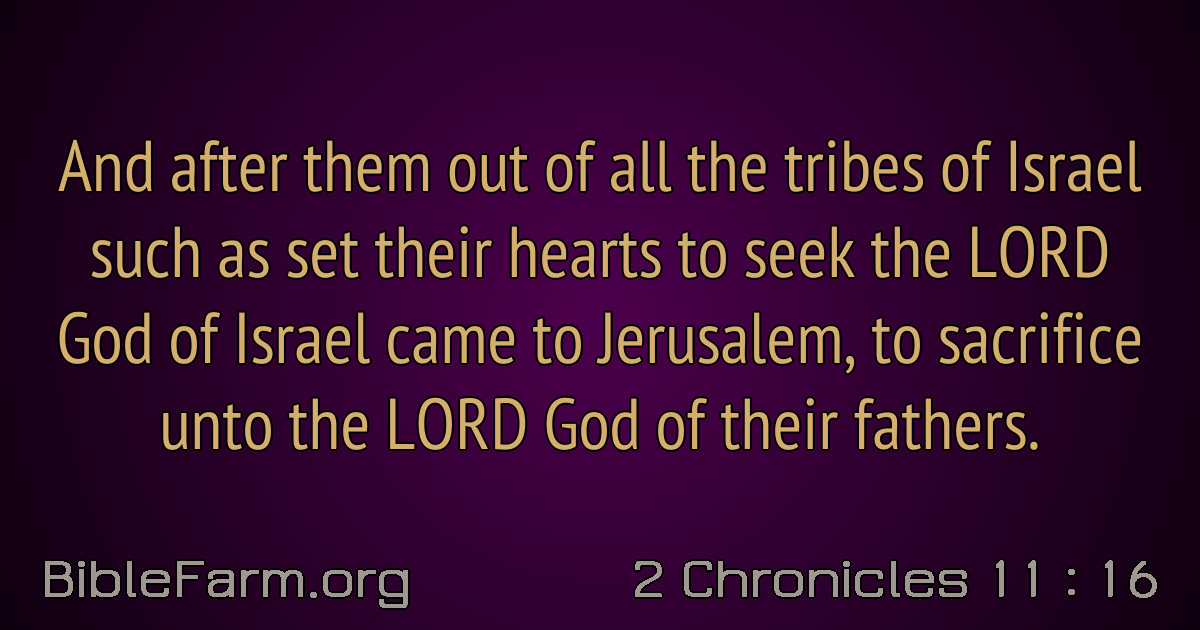 And after them out of all the tribes of Israel
such as set their hearts to seek the LORD
God of Israel came to Jerusalem, to sacrifice
unto the LORD God of their fathers.
BibleFarm.org
2 Chronicles 11 : 16